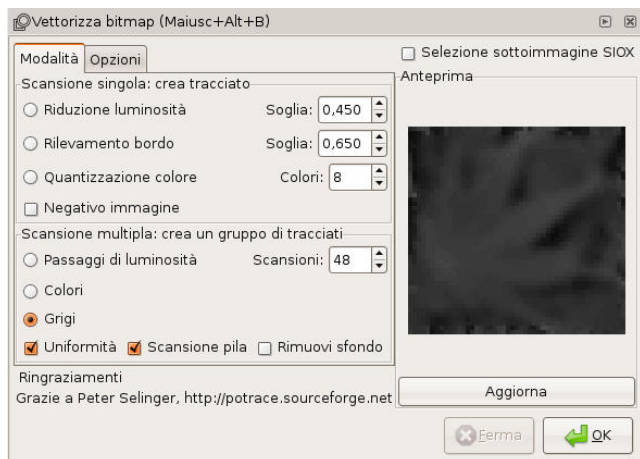 Vettorizza bitmap (Maiusc+Alt+B)
Modalità Opzioni
Selezione sottoimmagine SIOX
Scansione singola: crea tracciato
Anteprima
Riduzione luminosità Soglia: 0,450
Rilevamento bordo Soglia: 0,650
Quantizzazione colore Colori: 8
Negativo immagine
Scansione multipla: crea un gruppo di tracciati
Passaggi di luminosità Scansioni: 48
Colori
Grigi
Uniformità Scansione pila Rimuovi sfondo
Ringraziamenti
Grazie a Peter Selinger, http://potrace.sourceforge.net
Aggiorna
Ferma OK